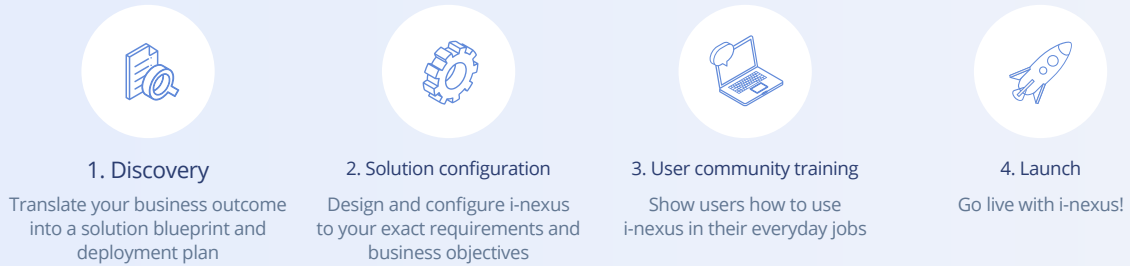 1. Discovery
Translate your business outcome
into a solution blueprint and
deployment plan
2. Solution configuration
Design and configure i-nexus
to your exact requirements and
business objectives
3. User community training
Show users how to use
i-nexus in their everyday jobs
4. Launch
Go live with i-nexus!